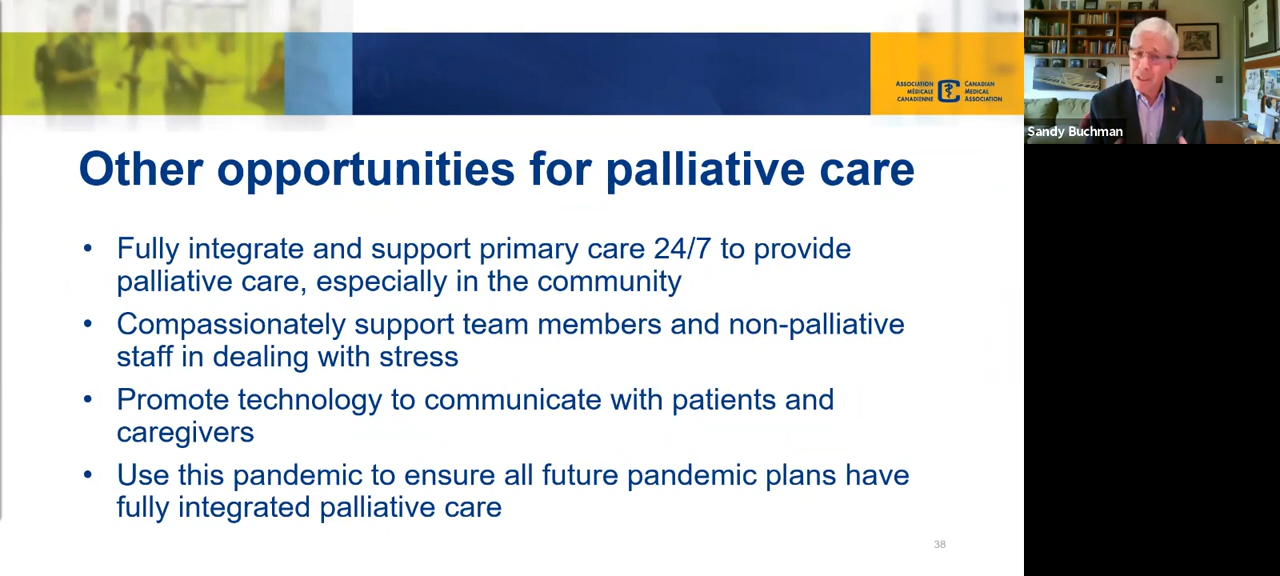 ASSOCIATION
MÉDICALE
CANADIENNE
CANADIAN
MEDICAL
ASSOCIATION
Sandy Buchman
Other opportunities for palliative care
• Fully integrate and support primary care 24/7 to provide
palliative care, especially in the community
• Compassionately support team members and non-palliative
staff in dealing with stress
• Promote technology to communicate with patients and
caregivers
• Use this pandemic to ensure all future pandemic plans have
fully integrated palliative care
38